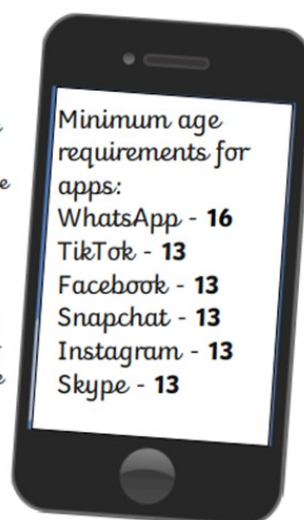 Minimum age
requirements for
apps:
WhatsApp - 16
TikTok - 13
Facebook - 13
Snapchat - 13
Instagram - 13
Skype - 13